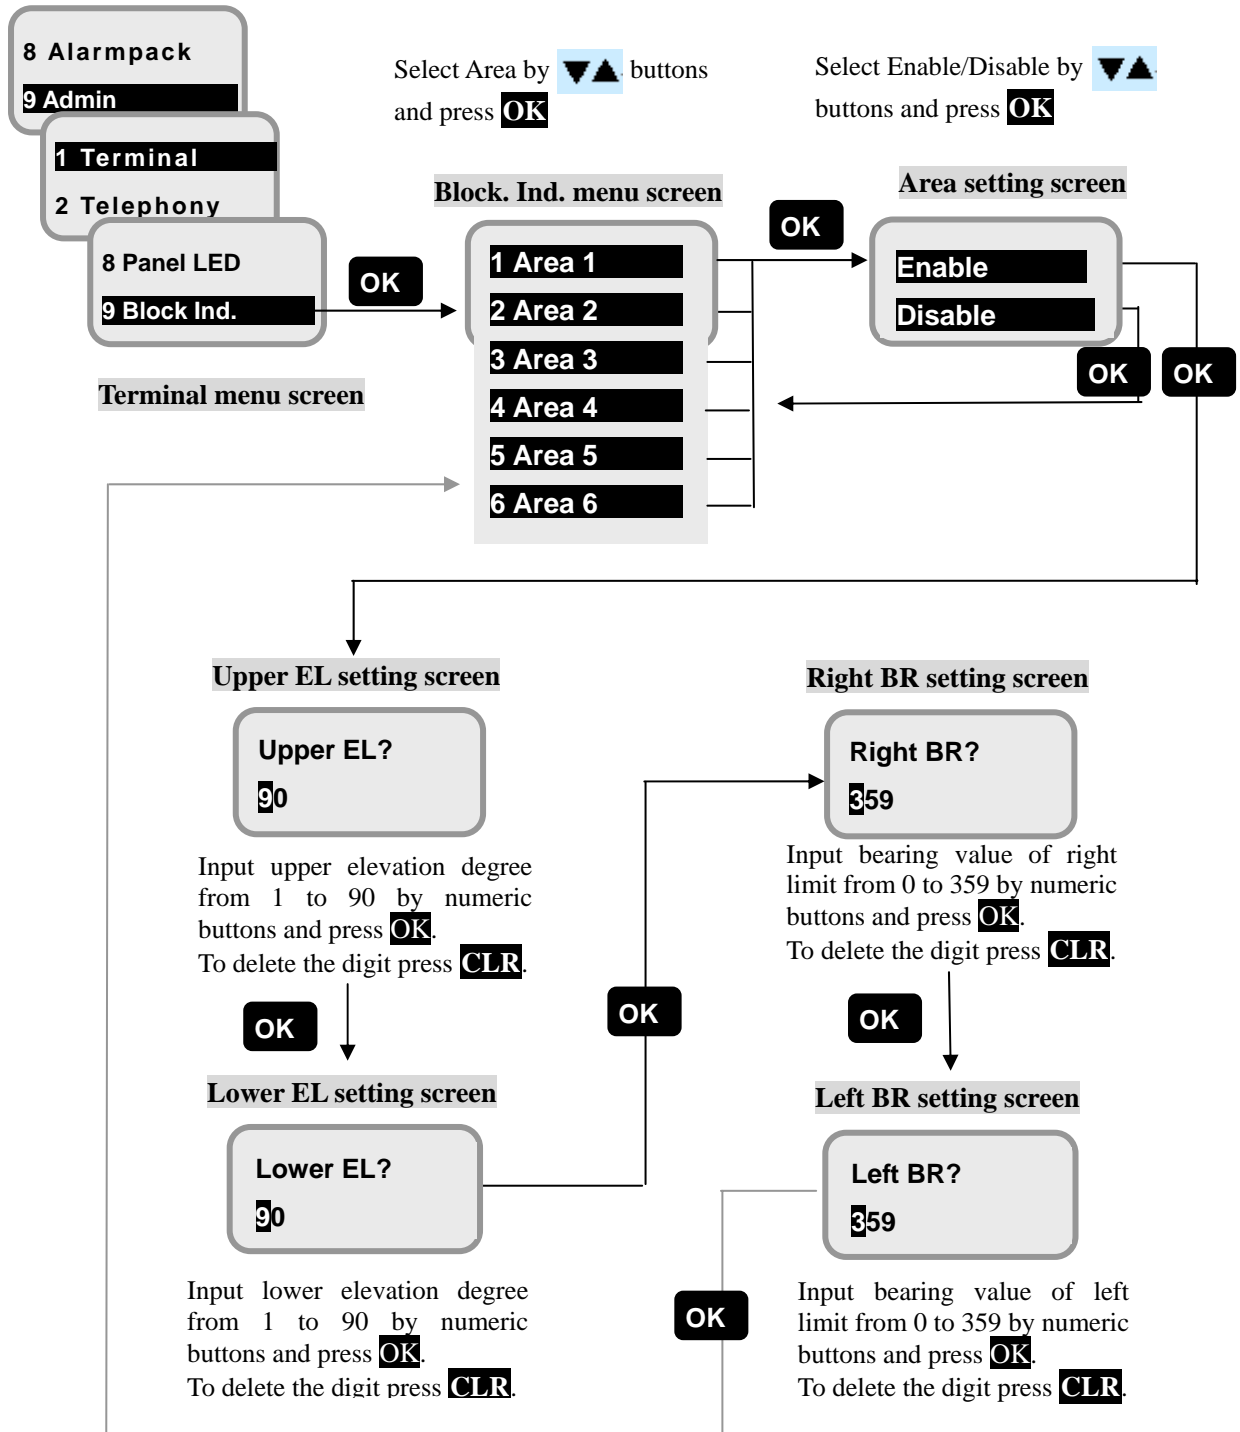 8 Alarmpack
9 Admin
1 Terminal
2 Telephony
8 Panel LED
9 Block Ind.
Terminal menu screen
OK
Select Area by ▼▲ buttons
and press OK
Block. Ind. menu screen
1 Area 1
2 Area 2
3 Area 3
4 Area 4
5 Area 5
6 Area 6
OK
Select Enable/Disable by ▼▲
buttons and press OK
Area setting screen
Enable
Disable
OK
OK
Upper EL setting screen
Upper EL?
90
Input upper elevation degree
from 1 to 90 by numeric
buttons and press OK.
To delete the digit press CLR.
OK
Lower EL setting screen
Lower EL?
90
Input lower elevation degree
from 1 to 90 by numeric
buttons and press OK.
To delete the digit press CLR.
OK
Right BR setting screen
Right BR?
359
Input bearing value of right
limit from 0 to 359 by numeric
buttons and press OK.
To delete the digit press CLR.
OK
Left BR setting screen
Left BR?
359
Input bearing value of left
limit from 0 to 359 by numeric
buttons and press OK.
To delete the digit press CLR.
OK